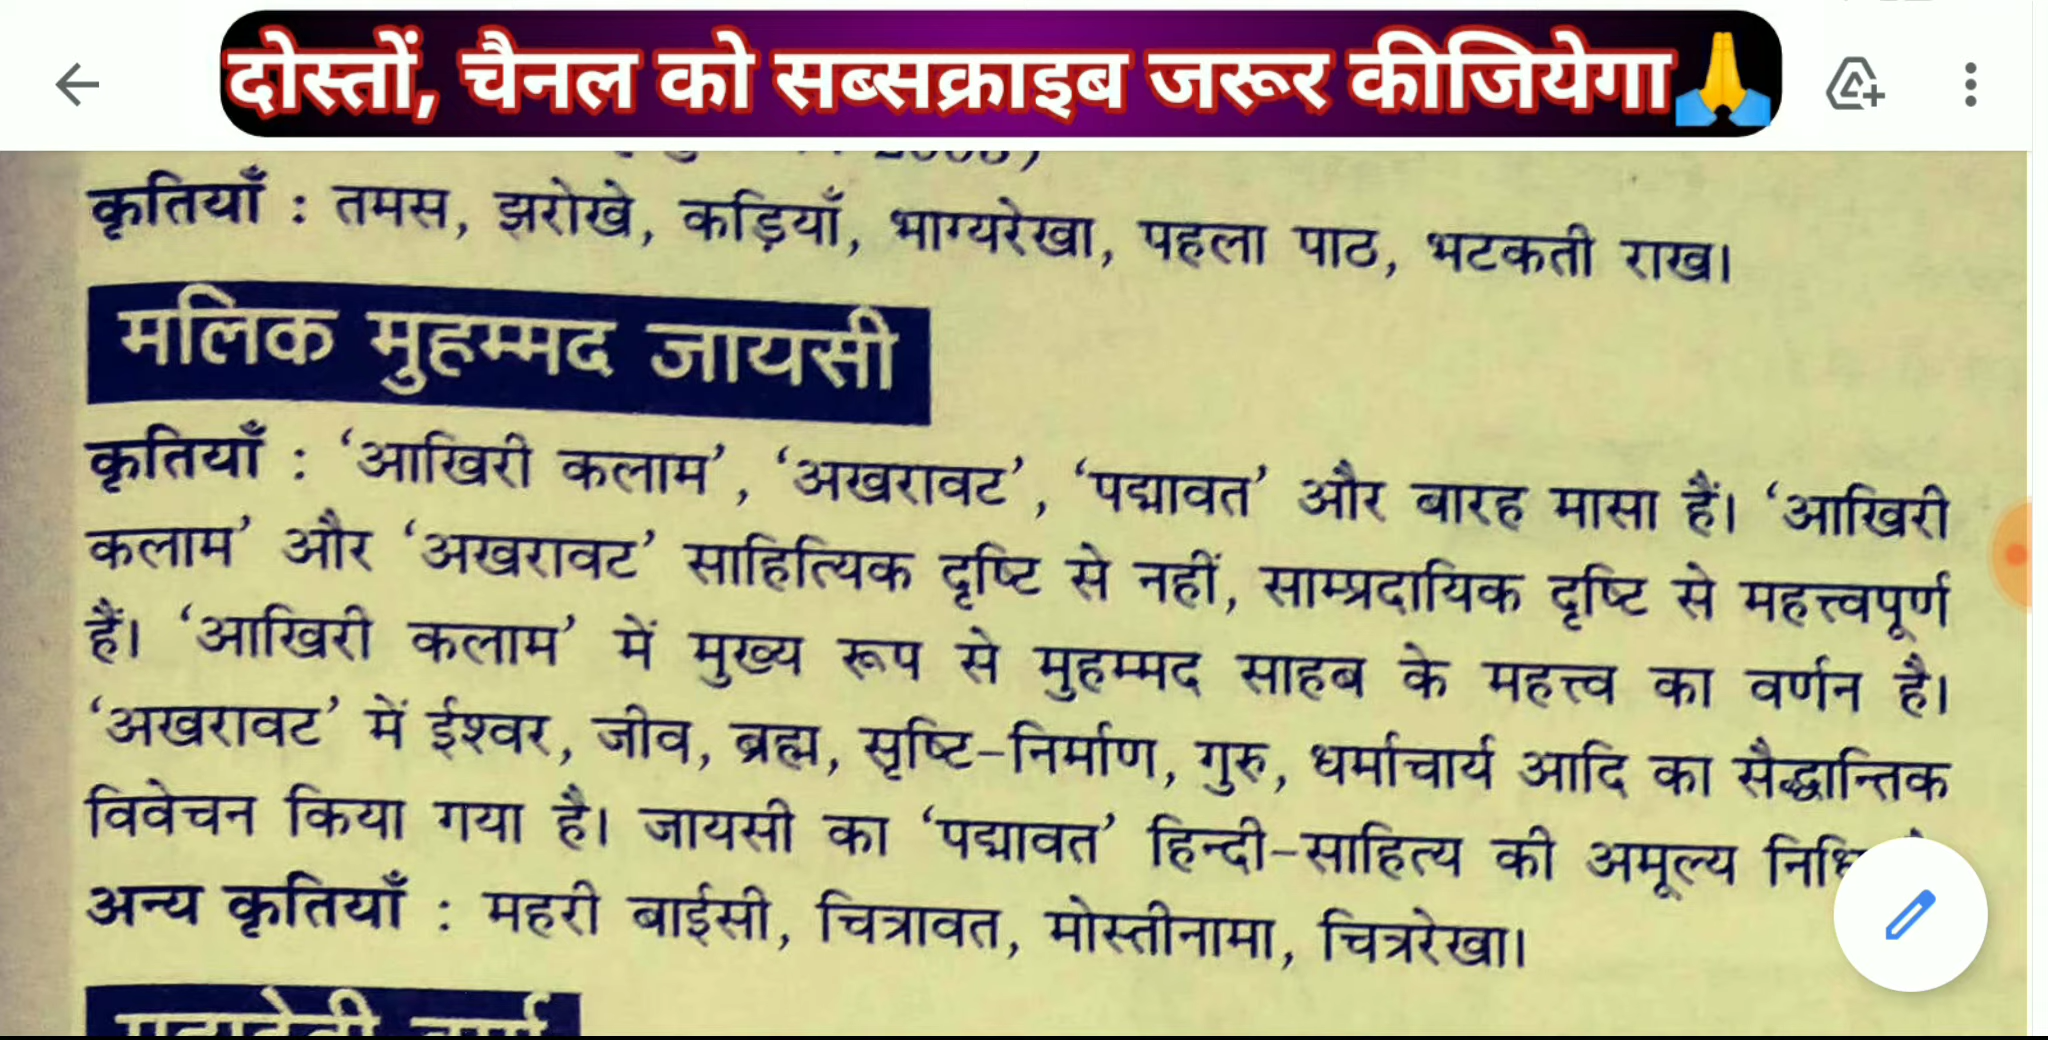 दोस्तों, चैनल को सब्सक्राइब जरूर कीजियेगा🙏
कृतियाँ : तमस, झरोखे, कड़ियाँ, भाग्यरेखा, पहला पाठ, भटकती राख।
मलिक मुहम्मद जायसी
कृतियाँ : ‘आखिरी कलाम’, ‘अखरावट’, ‘पद्मावत’ और बारह मासा हैं। ‘आखिरी
कलाम’ और ‘अखरावट’ साहित्यिक दृष्टि से नहीं, साम्प्रदायिक दृष्टि से महत्त्वपूर्ण
हैं। ‘आखिरी कलाम’ में मुख्य रूप से मुहम्मद साहब के महत्त्व का वर्णन है।
‘अखरावट’ में ईश्वर, जीव, ब्रह्म, सृष्टि-निर्माण, गुरु, धर्माचार्य आदि का सैद्धान्तिक
विवेचन किया गया है। जायसी का ‘पद्मावत’ हिन्दी-साहित्य की अमूल्य
अन्य कृतियाँ : महरी बाईसी, चित्रावत, मोस्तीनामा, चित्ररेखा।